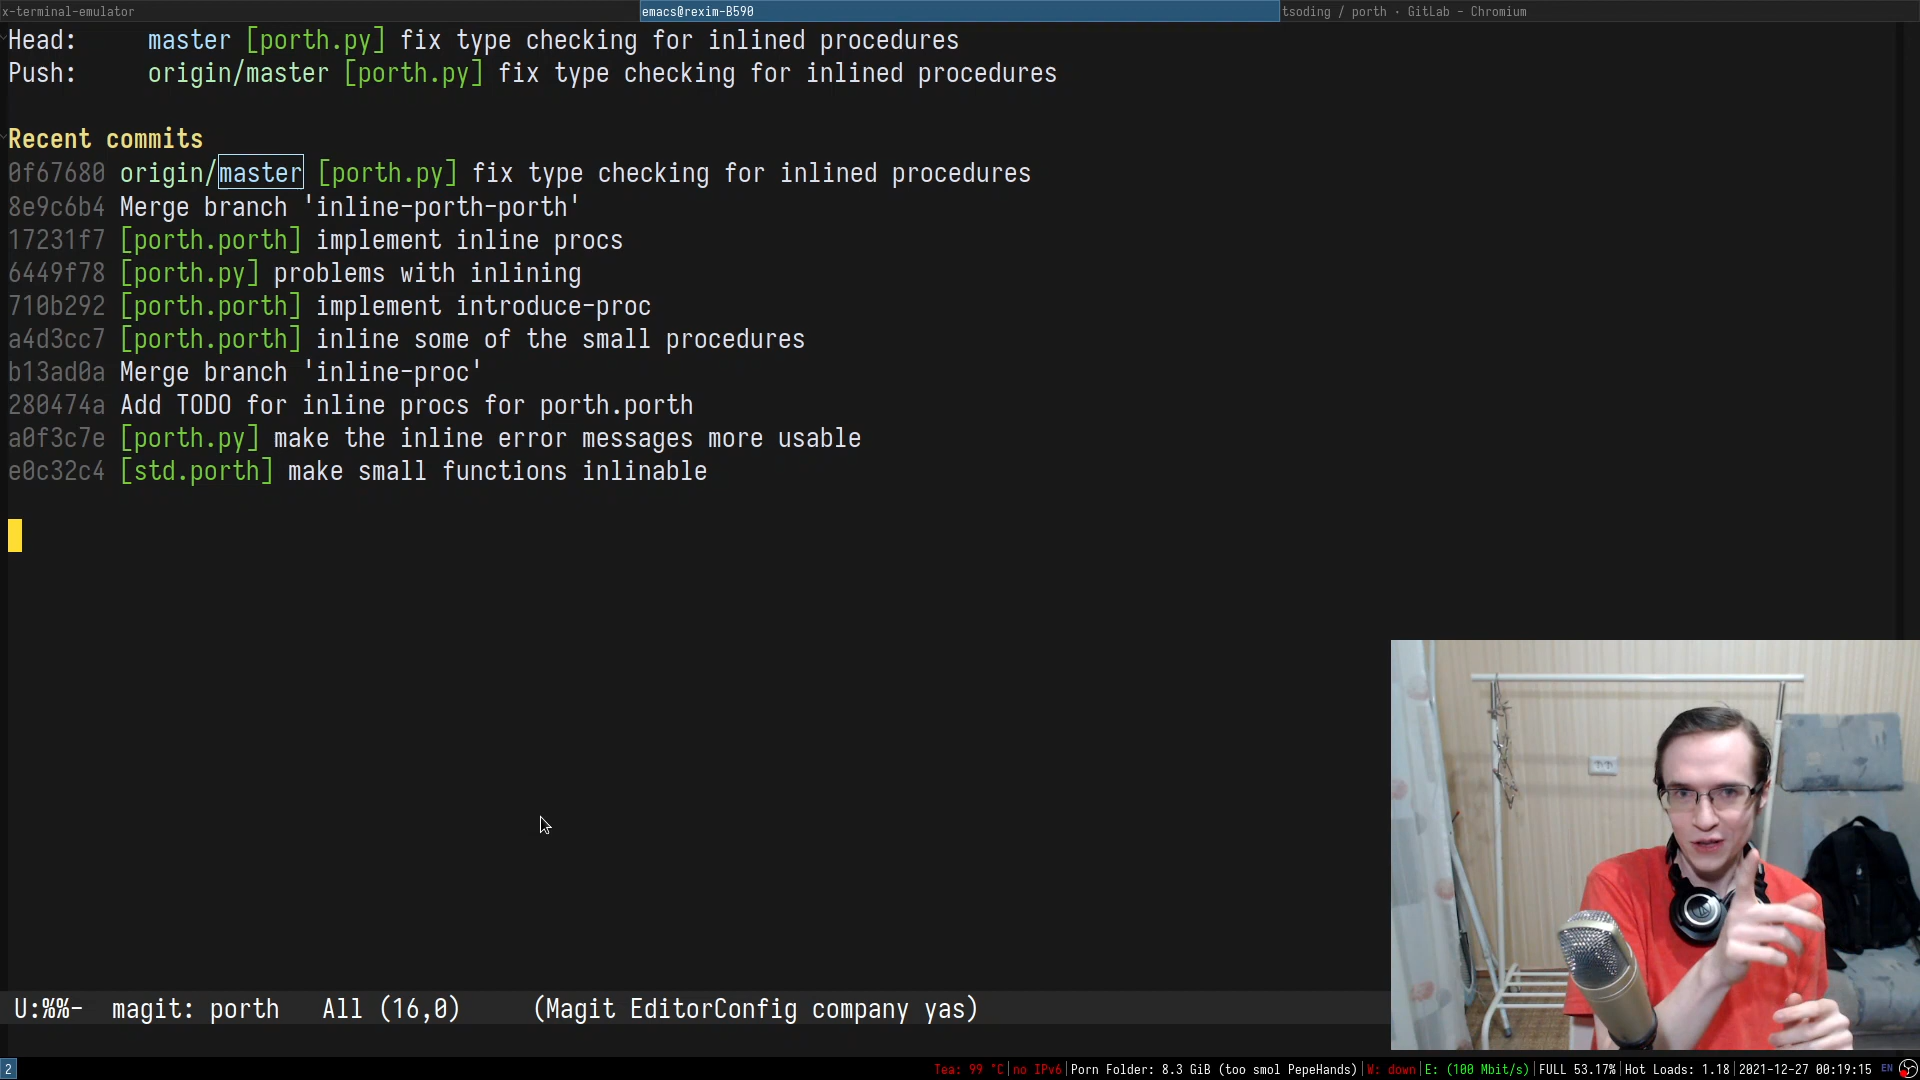 x-terminal-emulator
emacs@rexim-B590
tsoding / porth · GitLab - Chromium
Head:     master [porth.py] fix type checking for inlined procedures
Push:     origin/master [porth.py] fix type checking for inlined procedures
Recent commits
0f67680 origin/master [porth.py] fix type checking for inlined procedures
8e9c6b4 Merge branch 'inline-porth-porth'
17231f7 [porth.porth] implement inline procs
6449f78 [porth.py] problems with inlining
710b292 [porth.porth] implement introduce-proc
a4d3cc7 [porth.porth] inline some of the small procedures
b13ad0a Merge branch 'inline-proc'
280474a Add TODO for inline procs for porth.porth
a0f3c7e [porth.py] make the inline error messages more usable
e0c32c4 [std.porth] make small functions inlinable
U:%%-  magit: porth   All (16,0)     (Magit EditorConfig company yas)
2
Tea: 99 °C|no IPv6|Porn Folder: 8.3 GiB (too smol PepeHands)|W: down|E: (100 Mbit/s)|FULL 53.17%|Hot Loads: 1.18|2021-12-27 00:19:15 EN